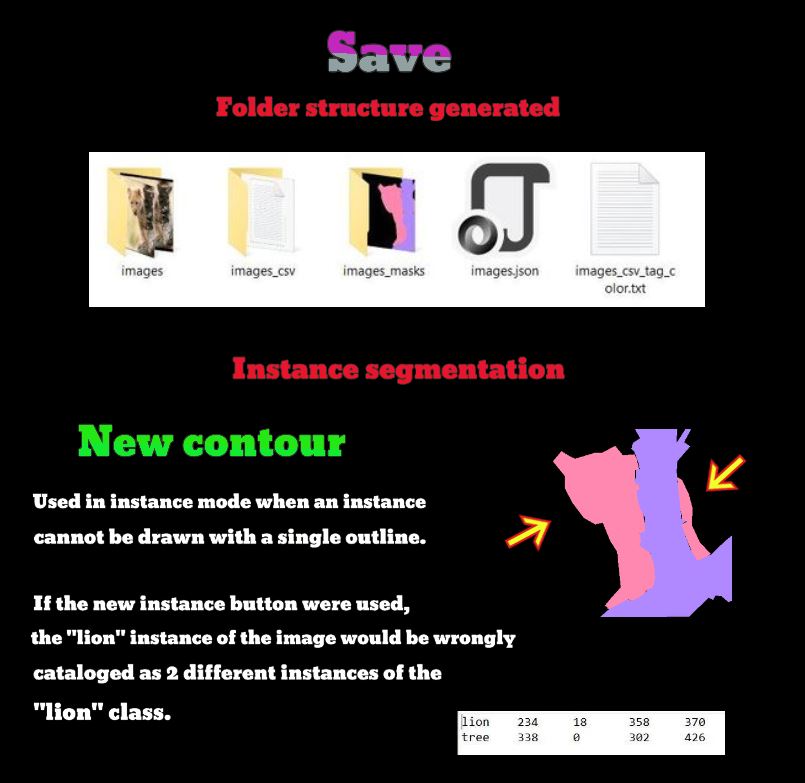 Save
Folder structure generated
images images_csv images_masks images.json images_csv_tag_c
olor.txt
Instance segmentation
New contour
Used in instance mode when an instance
cannot be drawn with a single outline.
If the new instance button were used,
the "lion" instance of the image would be wrongly
cataloged as 2 different instances of the
"lion" class.
lion 234 18 358 370
tree 338 0 302 426